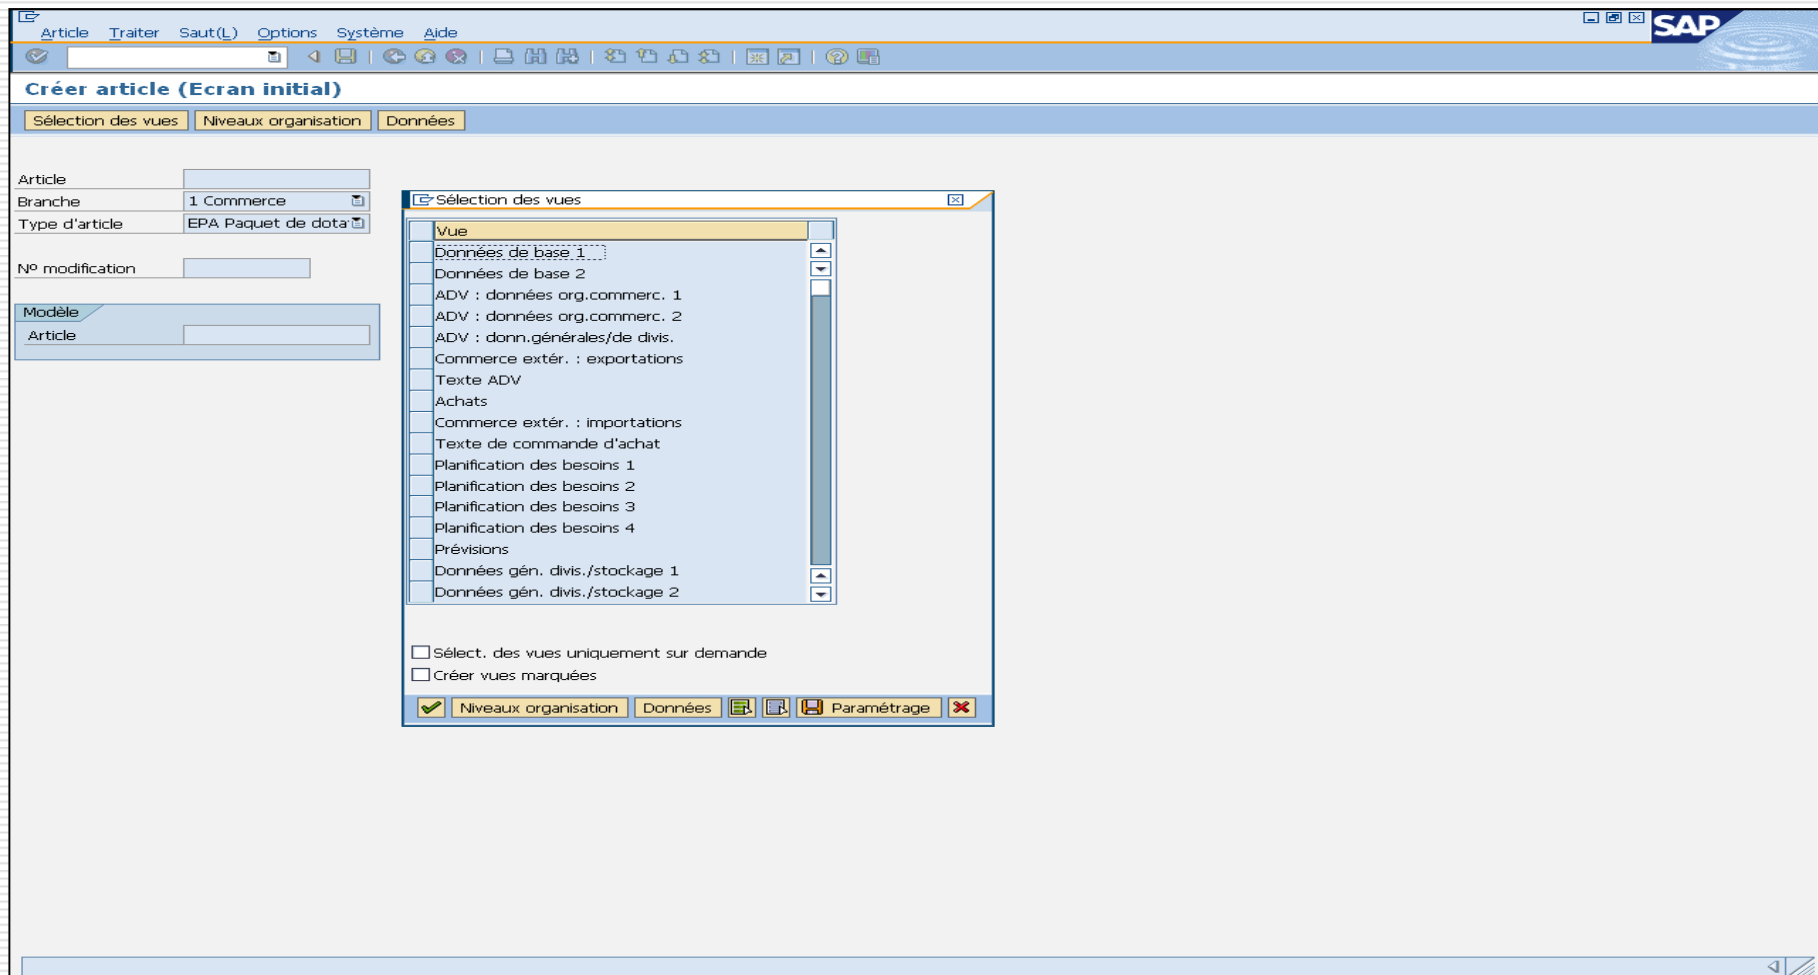 Article Traiter Saut(L) Options Système Aide
SAP
Créer article (Ecran initial)
Sélection des vues Niveaux organisation Données
Article
Branche 1 Commerce
Type d'article EPA Paquet de dota
Nº modification
Modèle
Article
Sélection des vues
Vue
Données de base 1
Données de base 2
ADV : données org.commerc. 1
ADV : données org.commerc. 2
ADV : donn.générales/de divis.
Commerce extér. : exportations
Texte ADV
Achats
Commerce extér. : importations
Texte de commande d'achat
Planification des besoins 1
Planification des besoins 2
Planification des besoins 3
Planification des besoins 4
Prévisions
Données gén. divis./stockage 1
Données gén. divis./stockage 2
Sélect. des vues uniquement sur demande
Créer vues marquées
Niveaux organisation Données Paramétrage